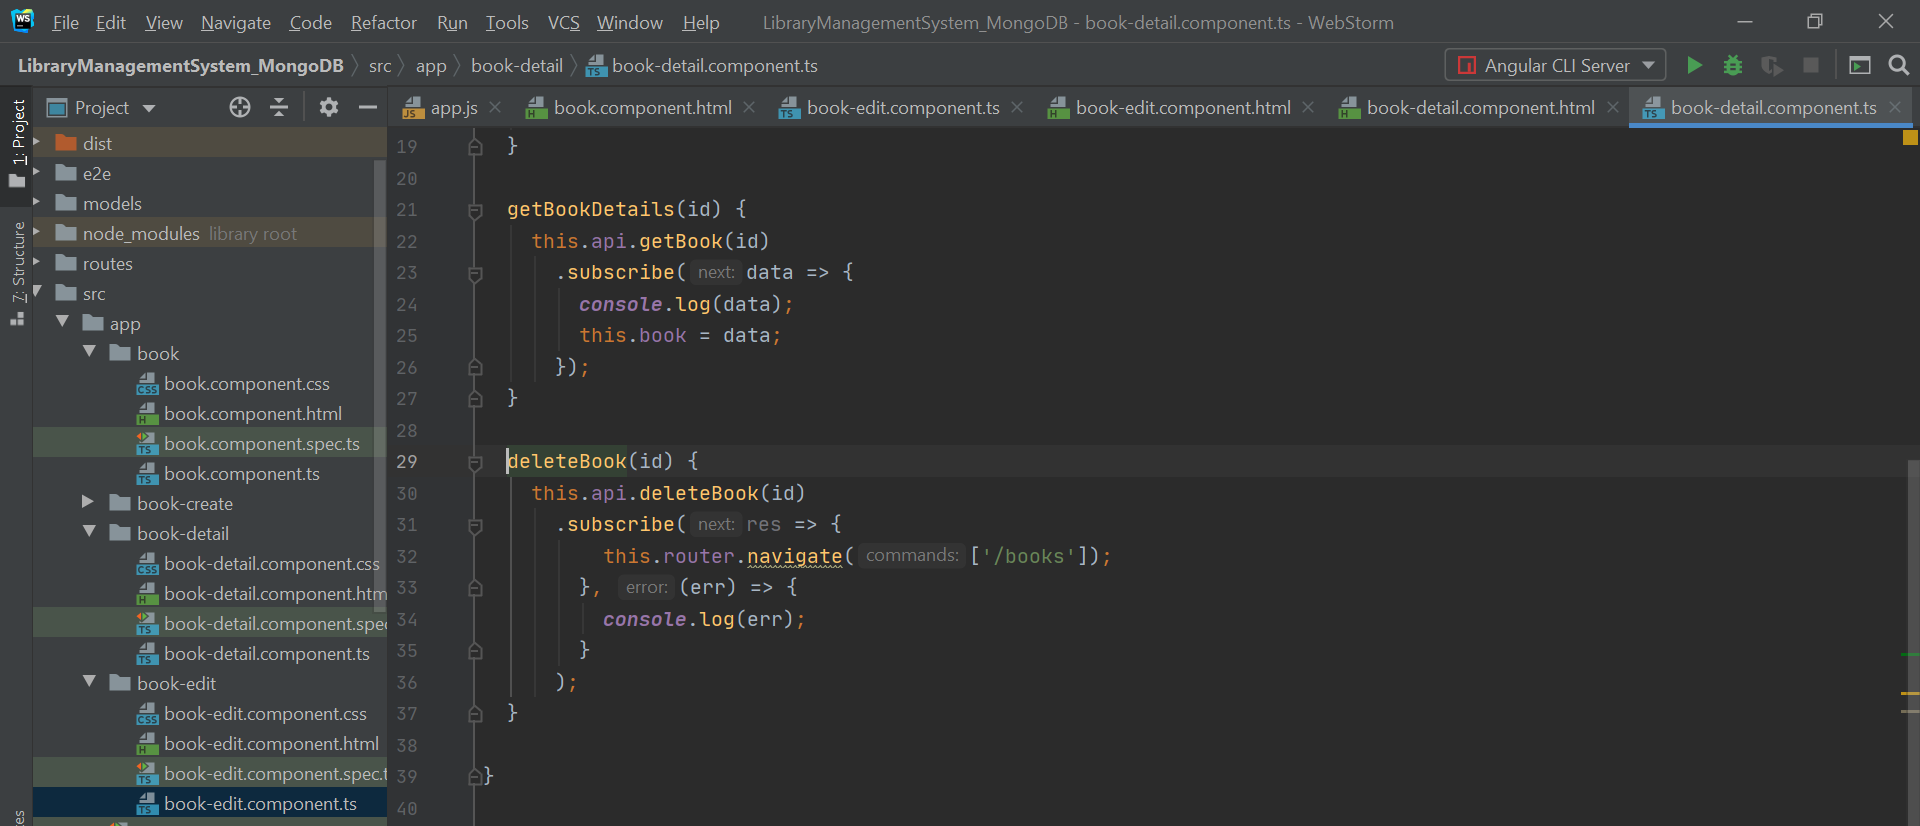 WS File Edit View Navigate Code Refactor Run Tools VCS Window Help LibraryManagementSystem_MongoDB - book-detail.component.ts - WebStorm
LibraryManagementSystem_MongoDB src app book-detail book-detail.component.ts Angular CLI Server
1: Project
7: Structure
Project
dist
e2e
models
node_modules library root
routes
src
app
book
book.component.css
book.component.html
book.component.spec.ts
book.component.ts
book-create
book-detail
book-detail.component.css
book-detail.component.htm
book-detail.component.spec
book-detail.component.ts
book-edit
book-edit.component.css
book-edit.component.html
book-edit.component.spec.t
book-edit.component.ts
app.js book.component.html book-edit.component.ts book-edit.component.html book-detail.component.html book-detail.component.ts
19 }
20
21 getBookDetails(id) {
22 this.api.getBook(id)
23 .subscribe( next: data => {
24 console.log(data);
25 this.book = data;
26 });
27 }
28
29 deleteBook(id) {
30 this.api.deleteBook(id)
31 .subscribe( next: res => {
32 this.router.navigate( commands: ['/books']);
33 }, error: (err) => {
34 console.log(err);
35 }
36 );
37 }
38
39 }
40